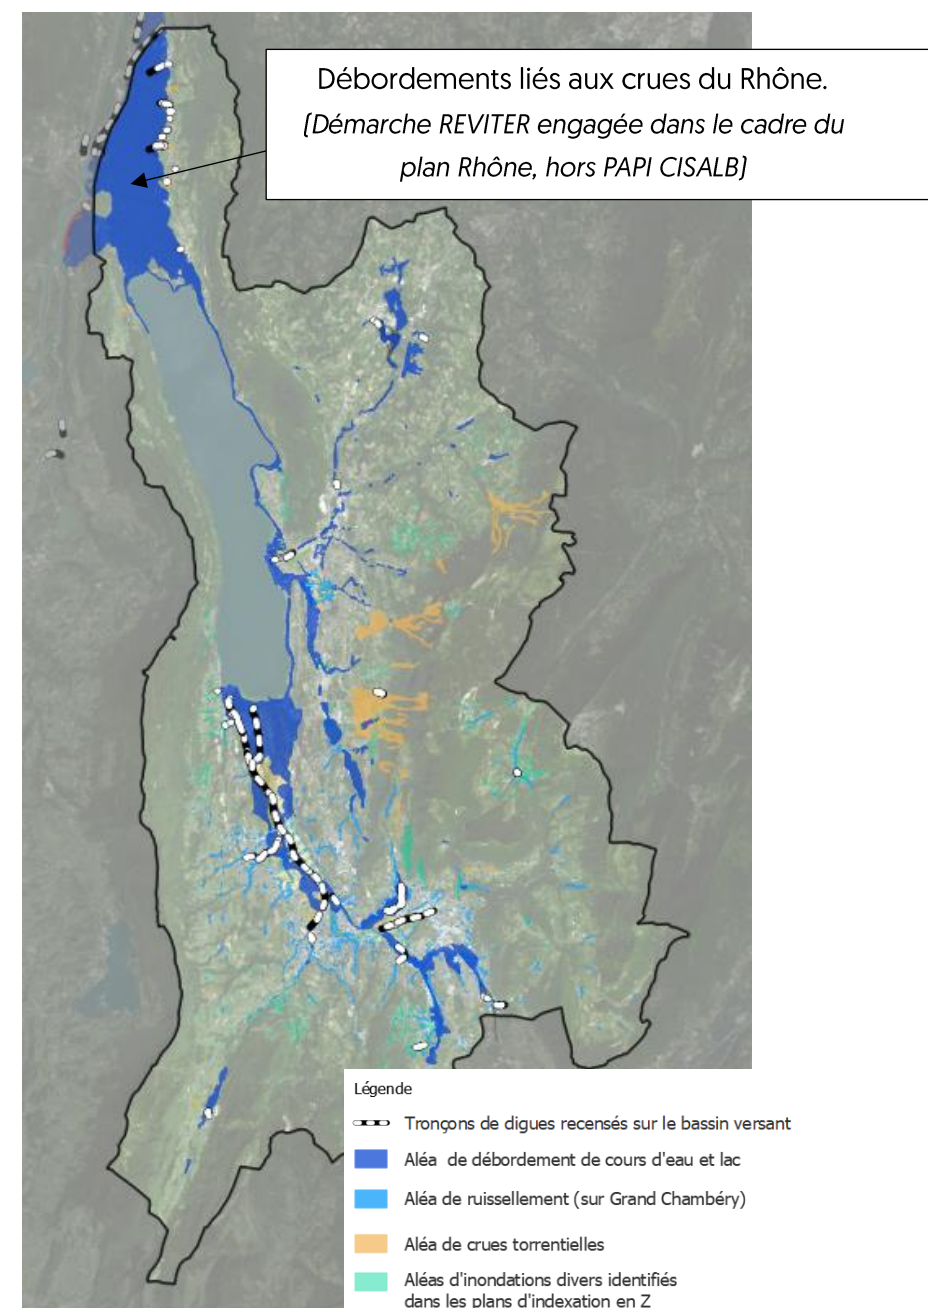 Débordements liés aux crues du Rhône.
(Démarche REVITER engagée dans le cadre du
plan Rhône, hors PAPI CISALB)
Légende
Tronçons de digues recensés sur le bassin versant
Aléa de débordement de cours d'eau et lac
Aléa de ruissellement (sur Grand Chambéry)
Aléa de crues torrentielles
Aléas d'inondations divers identifiés
dans les plans d'indexation en Z